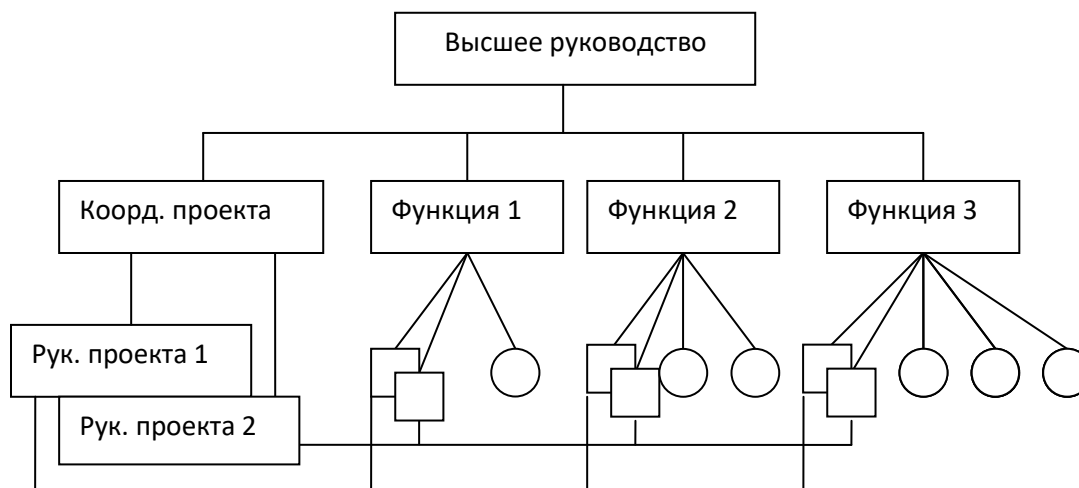 Высшее руководство
Коорд. проекта
Функция 1
Функция 2
Функция 3
Рук. проекта 1
Рук. проекта 2